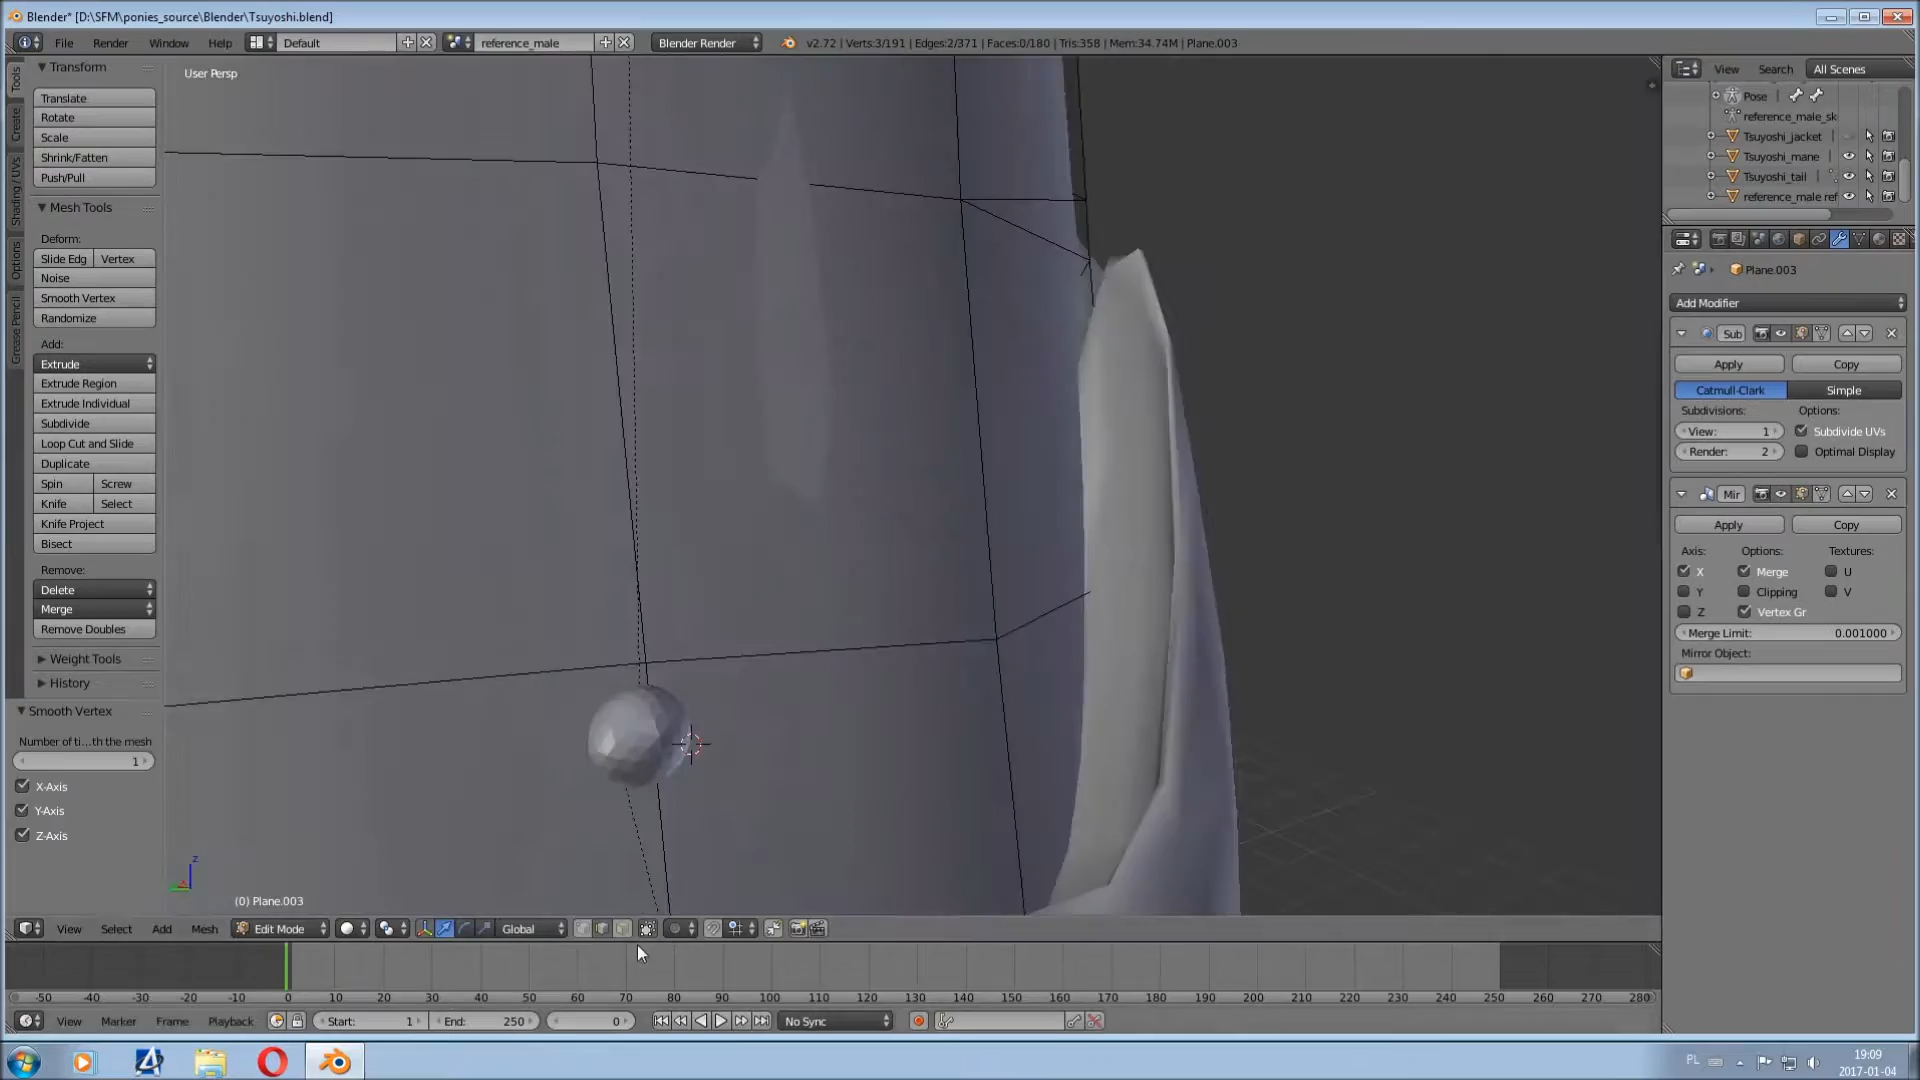 Blender* [D:\SFM\ponies_source\Blender\Tsuyoshi.blend]
File Render Window Help Default reference_male Blender Render v2.72 | Verts:3/191 | Edges:2/371 | Faces:0/180 | Tris:358 | Mem:34.74M | Plane.003
Tools
Create
Shading / UVs
Options
Grease Pencil
Transform
Translate
Rotate
Scale
Shrink/Fatten
Push/Pull
Mesh Tools
Deform:
Slide Edg Vertex
Noise
Smooth Vertex
Randomize
Add:
Extrude
Extrude Region
Extrude Individual
Subdivide
Loop Cut and Slide
Duplicate
Spin Screw
Knife Select
Knife Project
Bisect
Remove:
Delete
Merge
Remove Doubles
Weight Tools
History
Smooth Vertex
Number of ti...th the mesh
1
X-Axis
Y-Axis
Z-Axis
User Persp
z
(0) Plane.003
View Select Add Mesh Edit Mode Global
-50 -40 -30 -20 -10 0 10 20 30 40 50 60 70 80 90 100 110 120 130 140 150 160 170 180 190 200 210 220 230 240 250 260 270 280
View Marker Frame Playback Start: 1 End: 250 0 No Sync
View Search All Scenes
Pose
reference_male_sk
Tsuyoshi_jacket
Tsuyoshi_mane
Tsuyoshi_tail
reference_male ref
Plane.003
Add Modifier
Sub
Apply Copy
Catmull-Clark Simple
Subdivisions: Options:
View: 1 Subdivide UVs
Render: 2 Optimal Display
Mir
Apply Copy
Axis: Options: Textures:
X Merge U
Y Clipping V
Z Vertex Gr
Merge Limit: 0.001000
Mirror Object:
PL
19:09
2017-01-04